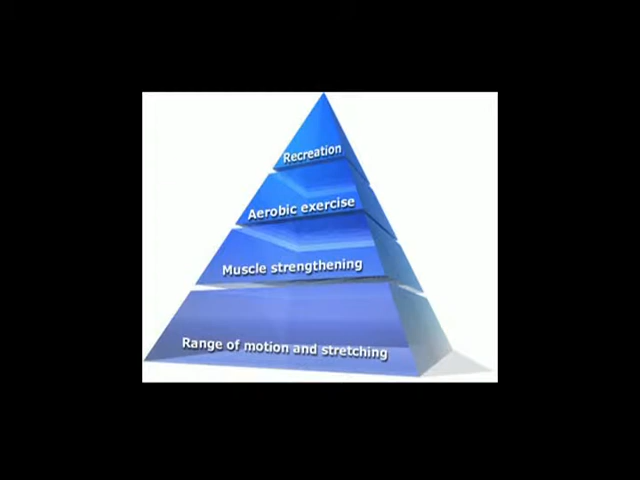 Recreation
Aerobic exercise
Muscle strengthening
Range of motion and stretching